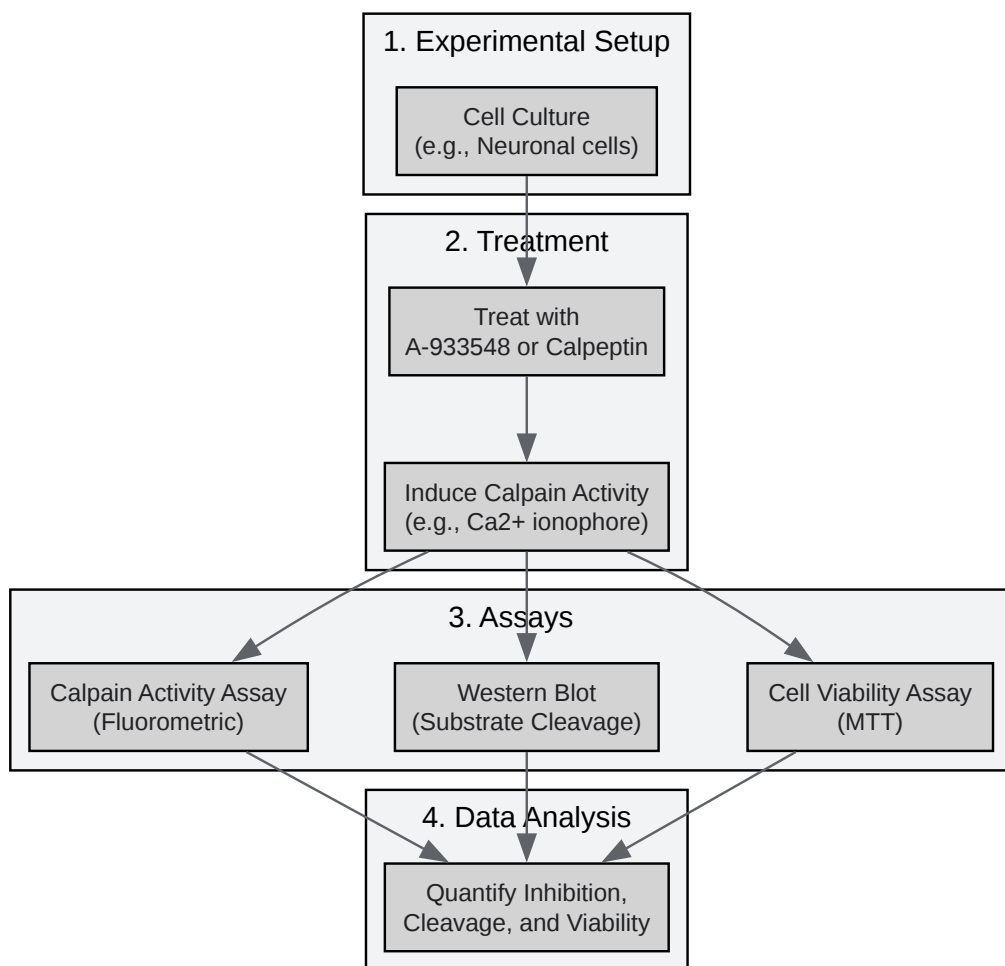 1. Experimental Setup
Cell Culture
(e.g., Neuronal cells)
2. Treatment
Treat with
A-933548 or Calpeptin
Induce Calpain Activity
(e.g., Ca2+ ionophore)
3. Assays
Calpain Activity Assay
(Fluorometric)
Western Blot
(Substrate Cleavage)
Cell Viability Assay
(MTT)
4. Data Analysis
Quantify Inhibition,
Cleavage, and Viability